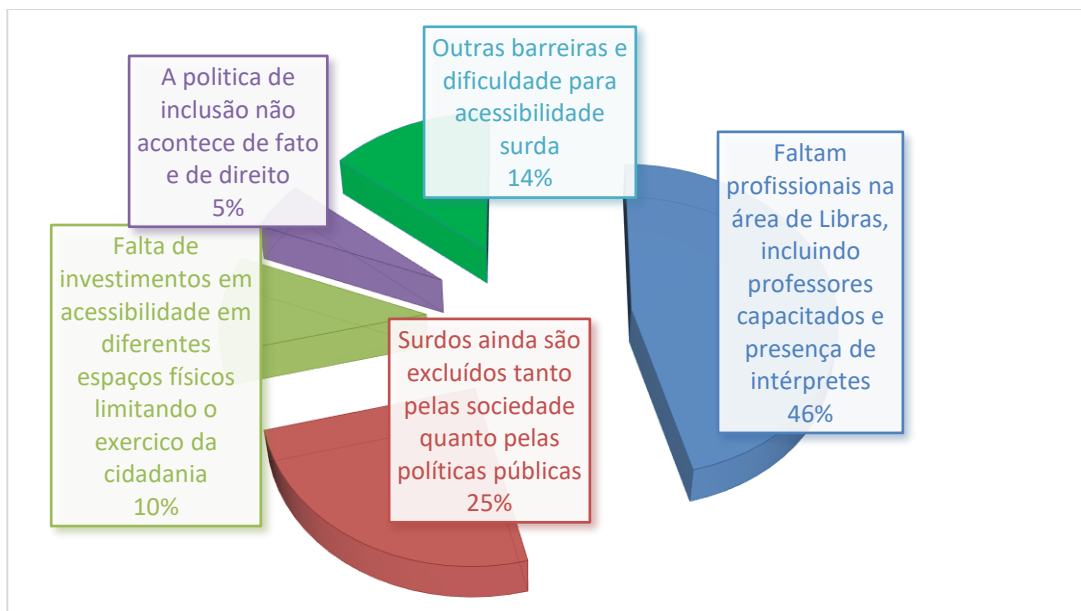 A politica de
inclusão não
acontece de fato
e de direito
5%
Outras barreiras e
dificuldade para
acessibilidade
surda
14%
Faltam
profissionais na
área de Libras,
incluindo
professores
capacitados e
presença de
intérpretes
46%
Falta de
investimentos em
acessibilidade em
diferentes
espaços físicos
limitando o
exercico da
cidadania
10%
Surdos ainda são
excluídos tanto
pelas sociedade
quanto pelas
políticas públicas
25%